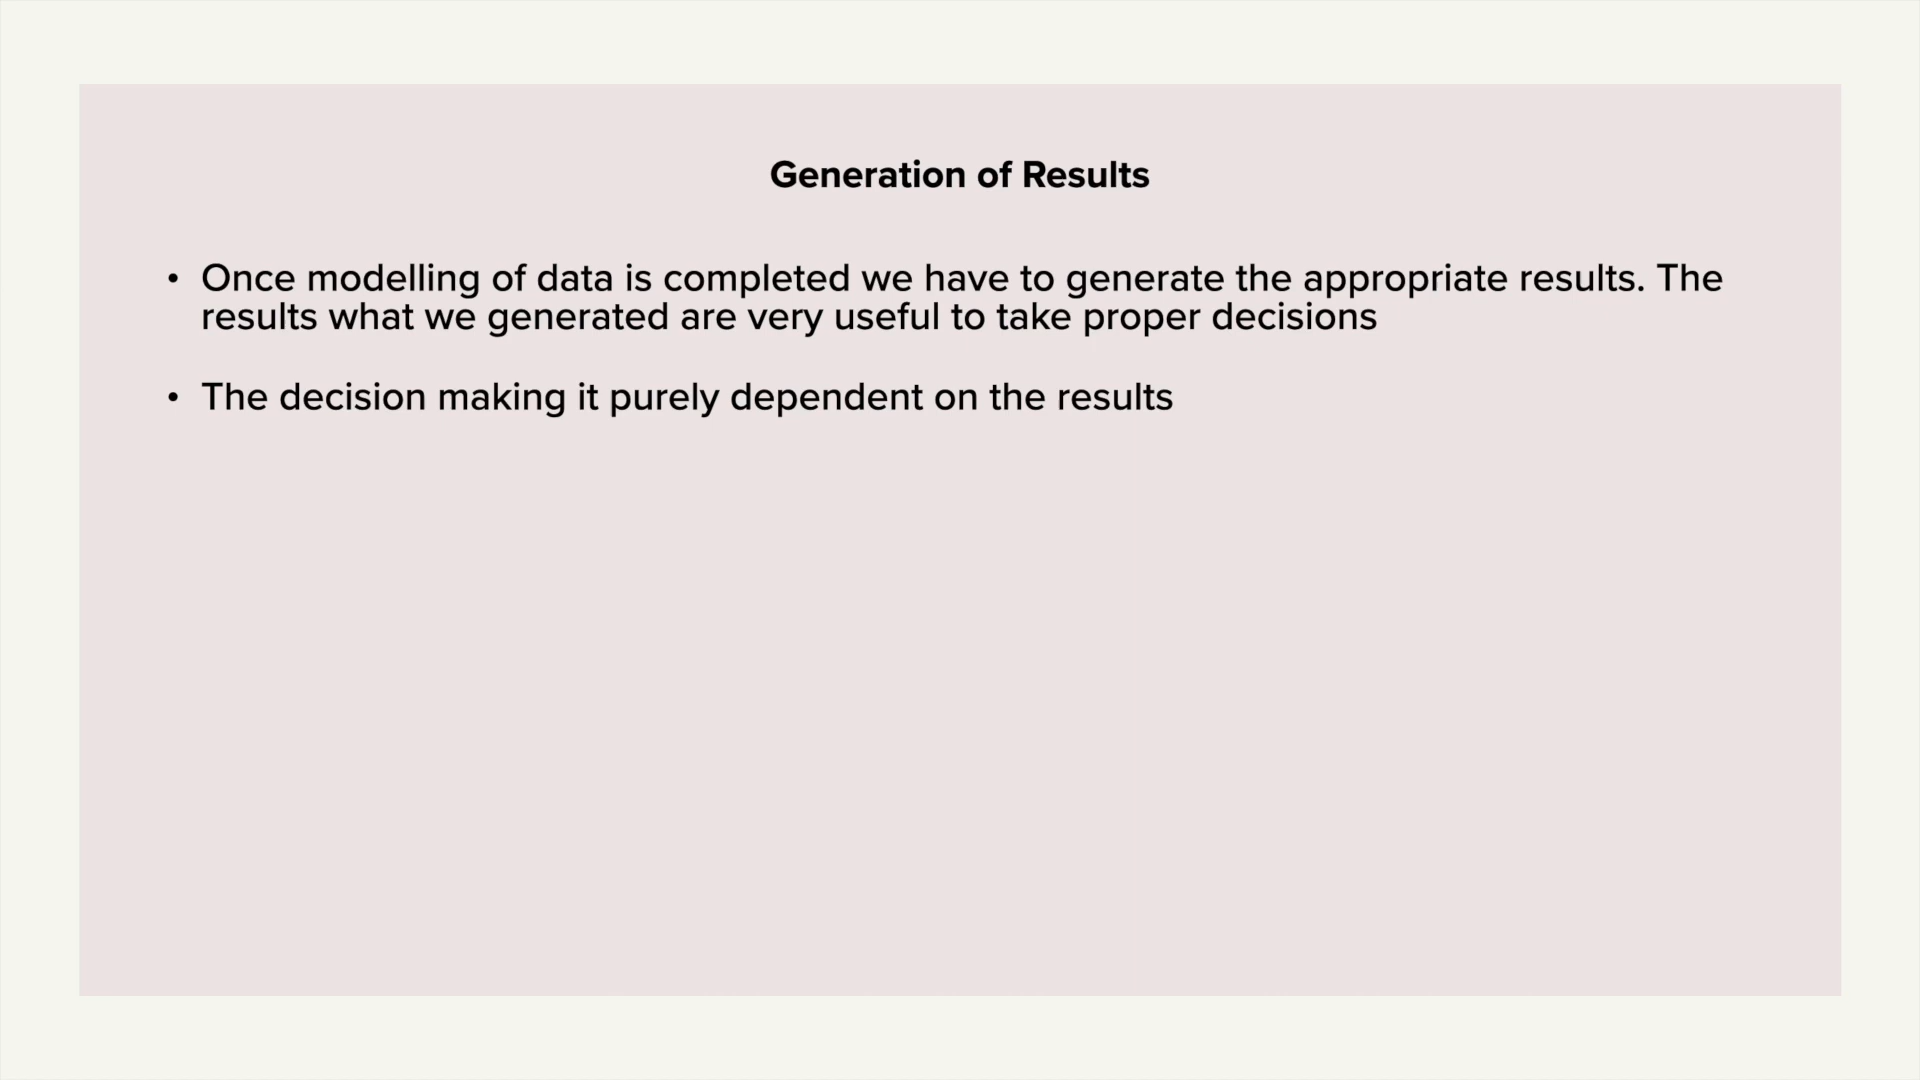 Generation of Results
• Once modelling of data is completed we have to generate the appropriate results. The
results what we generated are very useful to take proper decisions
• The decision making it purely dependent on the results